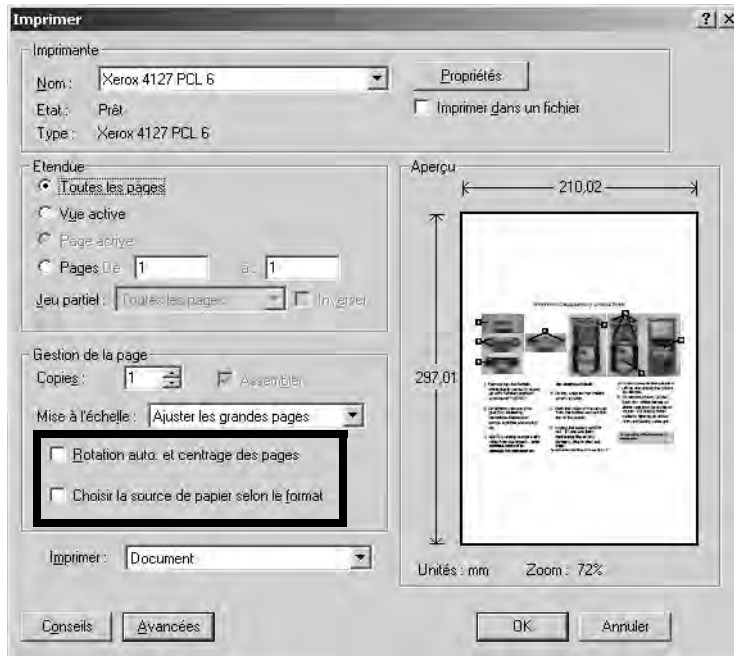 Imprimer
? ×
Imprimante
Nom :
Xerox 4127 PCL 6
Propriétés
Etat :
Prêt
Imprimer dans un fichier
Type :
Xerox 4127 PCL 6
Etendue
Toutes les pages
Vue active
Page active
Pages De 1 à : 1
Jeu partiel : Toutes les pages Inverser
Gestion de la page
Copies : 1 Assembler
Mise à l'échelle : Ajuster les grandes pages
Rotation auto. et centrage des pages
Choisir la source de papier selon le format
Imprimer : Document
Aperçu
210,02
297,01
Unités : mm Zoom : 72%
Conseils
Avancées
OK
Annuler